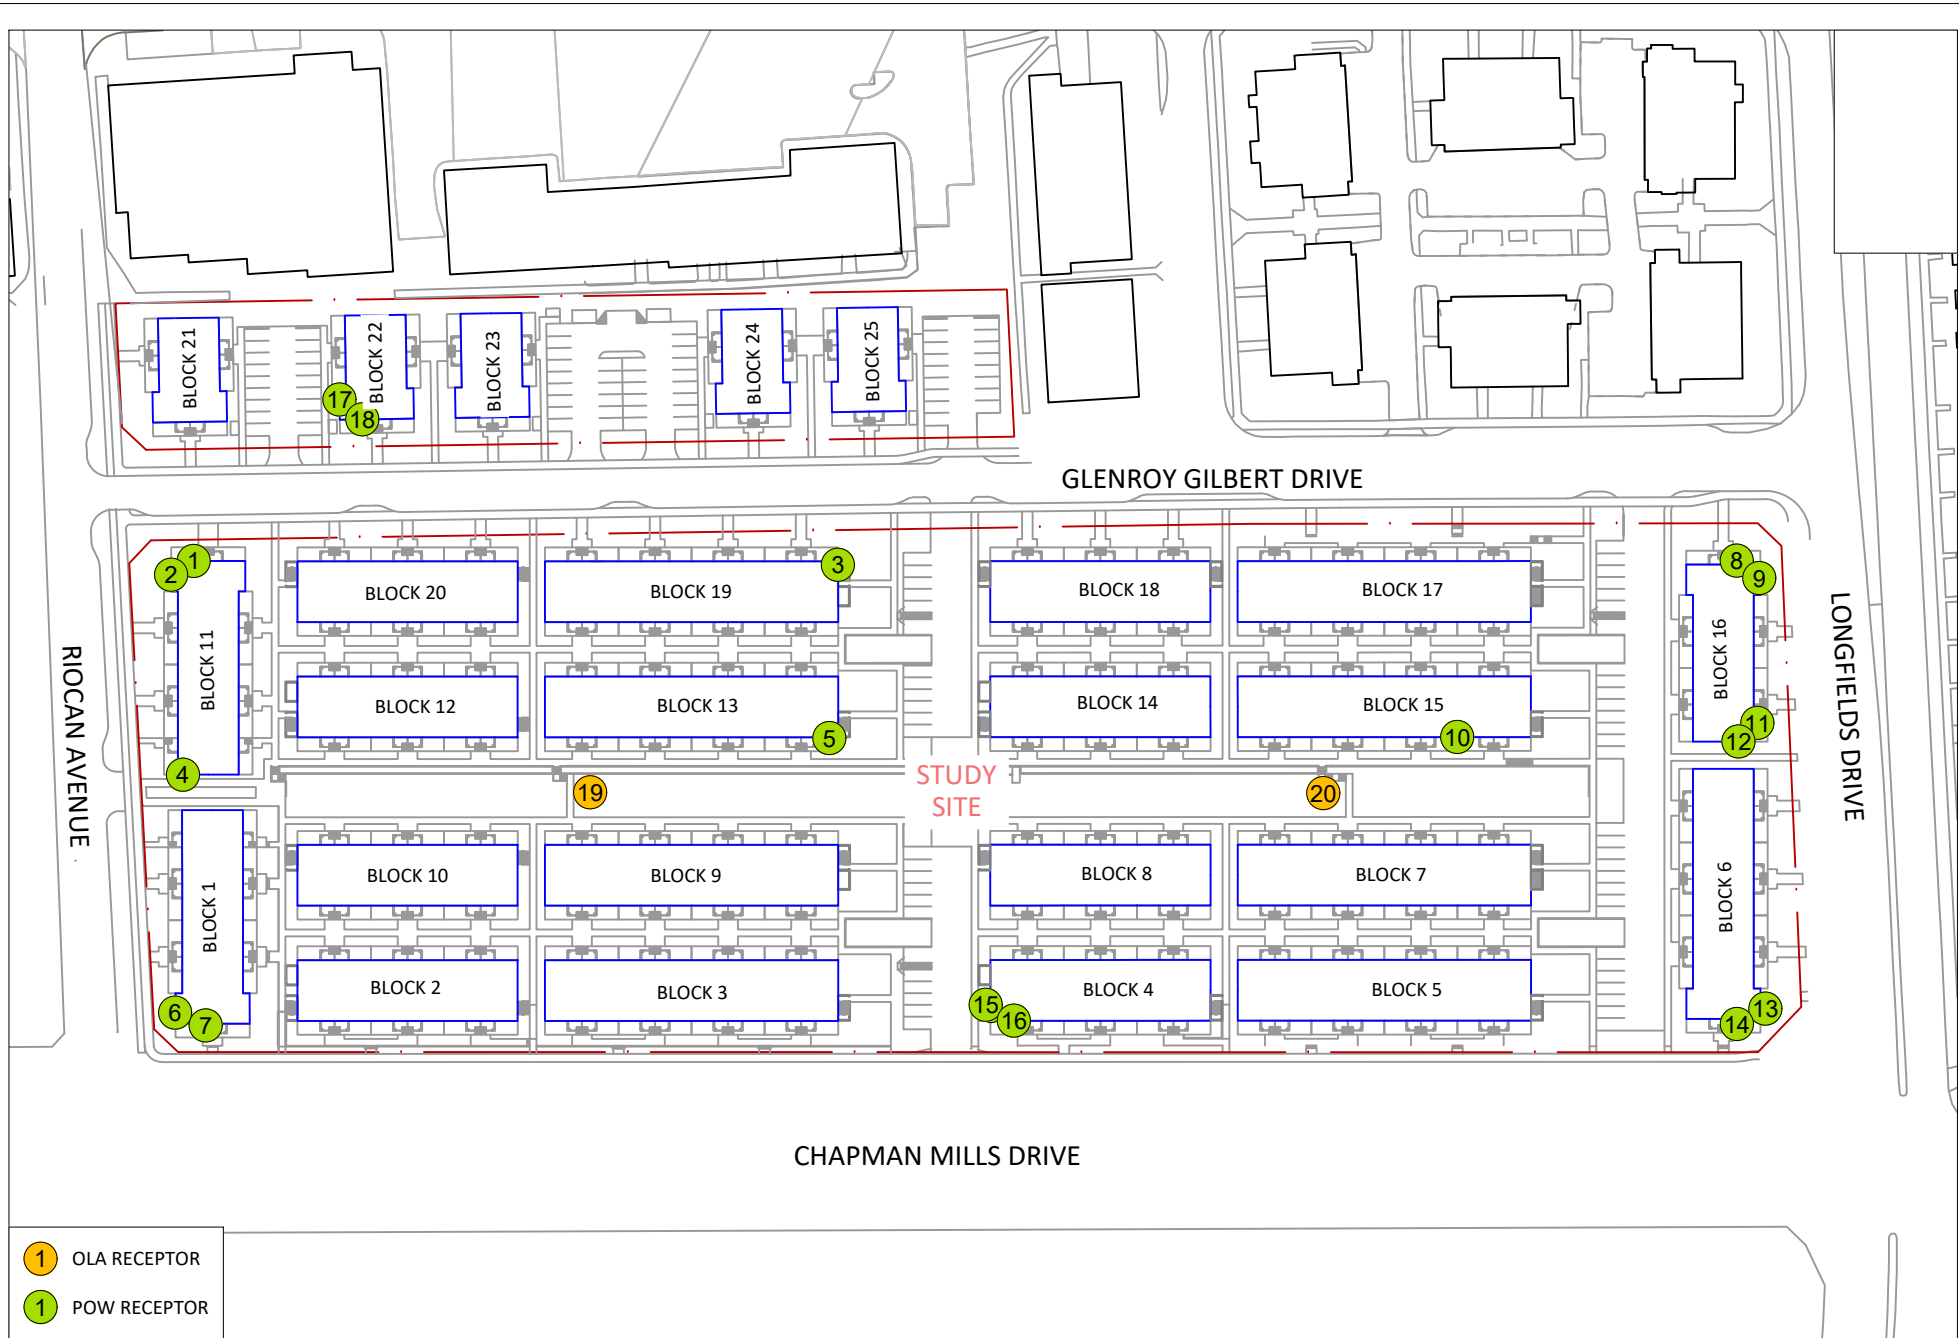 BLOCK 21
BLOCK 22
BLOCK 23
BLOCK 24
BLOCK 25
17
18
GLENROY GILBERT DRIVE
1
2
3
8
9
BLOCK 20
BLOCK 19
BLOCK 18
BLOCK 17
BLOCK 11
BLOCK 16
RIOCAN AVENUE
LONGFIELDS DRIVE
BLOCK 12
BLOCK 13
BLOCK 14
BLOCK 15
4
5
10
11
12
STUDY
SITE
19
20
BLOCK 10
BLOCK 9
BLOCK 8
BLOCK 7
BLOCK 1
BLOCK 6
BLOCK 2
BLOCK 3
BLOCK 4
BLOCK 5
6
7
15
16
13
14
CHAPMAN MILLS DRIVE
1 OLA RECEPTOR
1 POW RECEPTOR